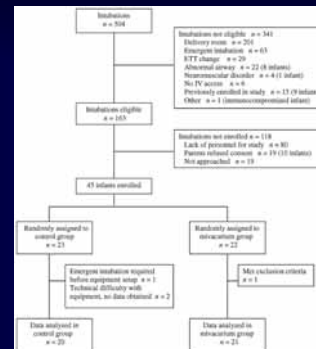 Intubations
n = 504
Intubations not eligible n = 341
Delivery room n = 201
Emergent intubation n = 63
ETT change n = 29
Abnormal airway n = 22 (8 infants)
Neuromuscular disorder n = 4 (1 infant)
No IV access n = 6
Previously enrolled in study n = 15 (9 infants)
Other n = 1 (immunocompromised infant)
Intubations eligible
n = 163
Intubations not enrolled n = 118
Lack of personnel for study n = 80
Parents refused consent n = 19 (10 infants)
Not approached n = 19
45 infants enrolled
Randomly assigned to
control group
n = 23
Randomly assigned to
mivacurium group
n = 22
Emergent intubation required
before equipment setup n = 1
Technical difficulty with
equipment, no data obtained n = 2
Met exclusion criteria
n = 1
Data analyzed in
control group
n = 20
Data analyzed in
mivacurium group
n = 21